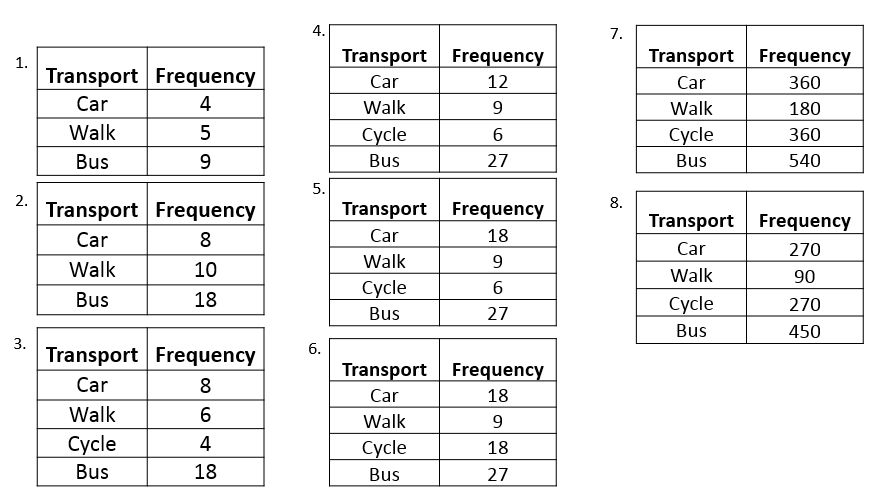 1.
Transport Frequency
Car 4
Walk 5
Bus 9
2.
Transport Frequency
Car 8
Walk 10
Bus 18
3.
Transport Frequency
Car 8
Walk 6
Cycle 4
Bus 18
4.
Transport Frequency
Car 12
Walk 9
Cycle 6
Bus 27
5.
Transport Frequency
Car 18
Walk 9
Cycle 6
Bus 27
6.
Transport Frequency
Car 18
Walk 9
Cycle 18
Bus 27
7.
Transport Frequency
Car 360
Walk 180
Cycle 360
Bus 540
8.
Transport Frequency
Car 270
Walk 90
Cycle 270
Bus 450